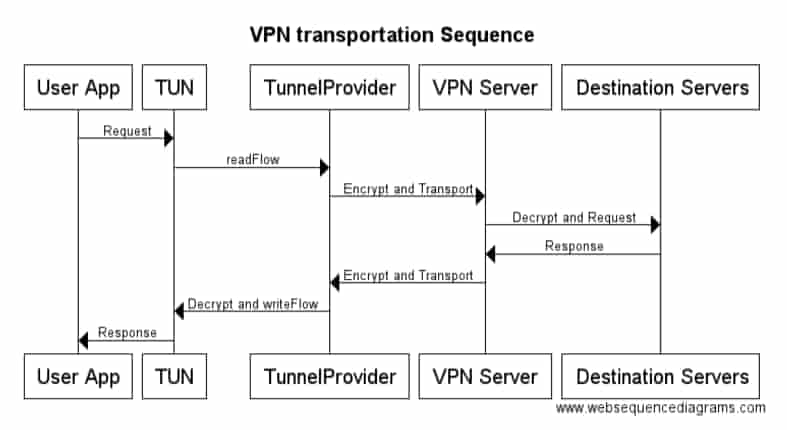 VPN transportation Sequence
User App TUN TunnelProvider VPN Server Destination Servers
Request
readFlow
Encrypt and Transport
Decrypt and Request
Response
Encrypt and Transport
Decrypt and writeFlow
Response
User App TUN TunnelProvider VPN Server Destination Servers
www.websequencediagrams.com